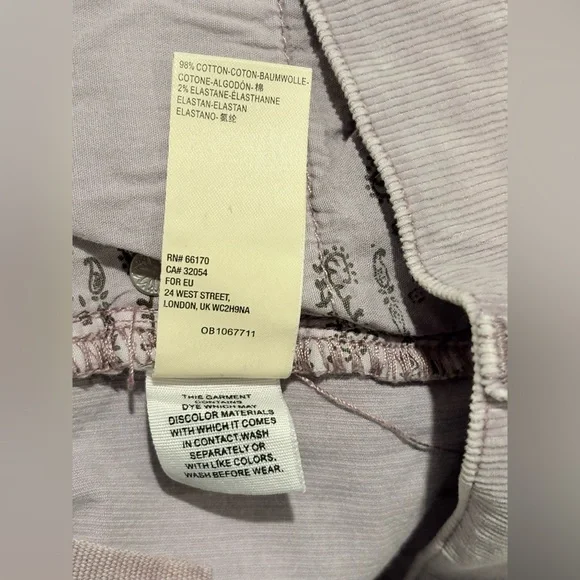 98% COTTON-COTON-BAUMWOLLE-
COTONE-ALGODÓN-棉
2% ELASTANE-ÉLASTHANNE
ELASTAN-ELASTAN
ELASTANO-氨纶
RN# 66170
CA# 32054
FOR EU
24 WEST STREET,
LONDON, UK WC2H9NA
OB1067711
THIS GARMENT
CONTAINS
DYE WHICH MAY
DISCOLOR MATERIALS
WITH WHICH IT COMES
IN CONTACT. WASH
SEPARATELY OR
WITH LIKE COLORS.
WASH BEFORE WEAR.